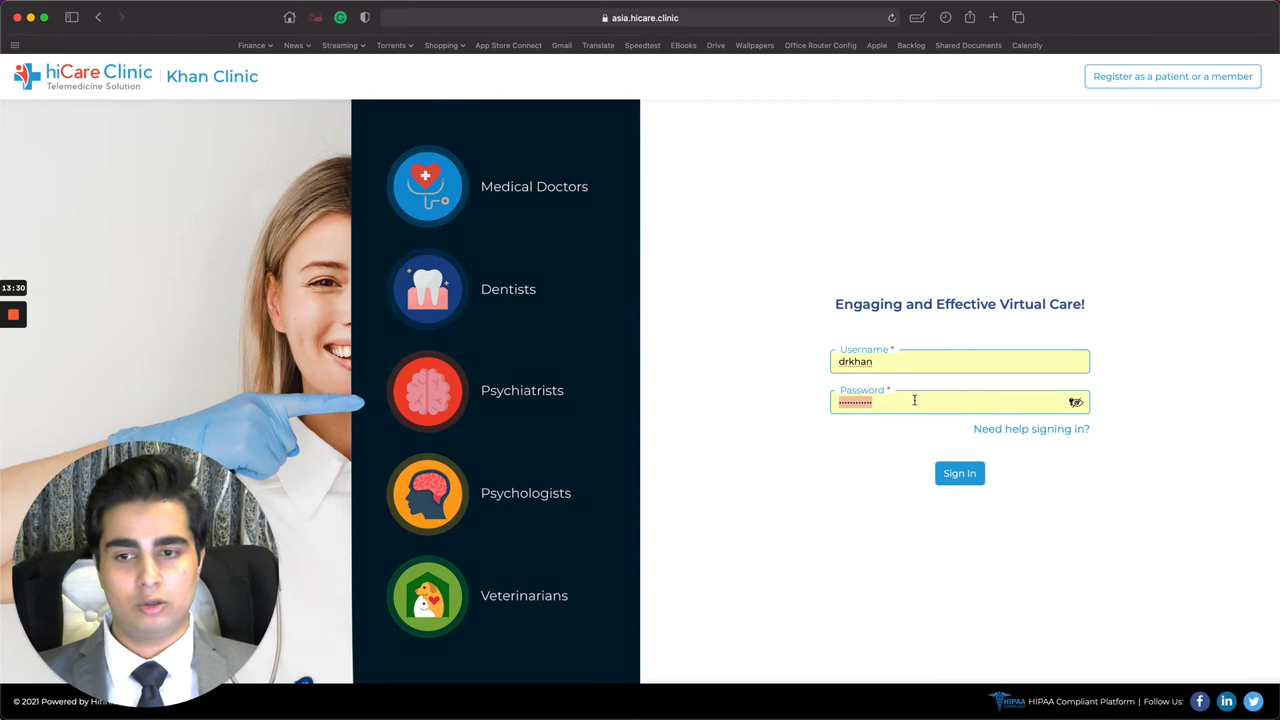 asia.hicare.clinic
Finance News Streaming Torrents Shopping App Store Connect Gmail Translate Speedtest EBooks Drive Wallpapers Office Router Config Apple Backlog Shared Documents Calendly
hiCare Clinic
Telemedicine Solution
Khan Clinic
Register as a patient or a member
Medical Doctors
Dentists
13:30
Engaging and Effective Virtual Care!
Username *
drkhan
Psychiatrists
Password *
Need help signing in?
Sign In
Psychologists
Veterinarians
© 2021 Powered by
HIPAA Compliant Platform | Follow Us: